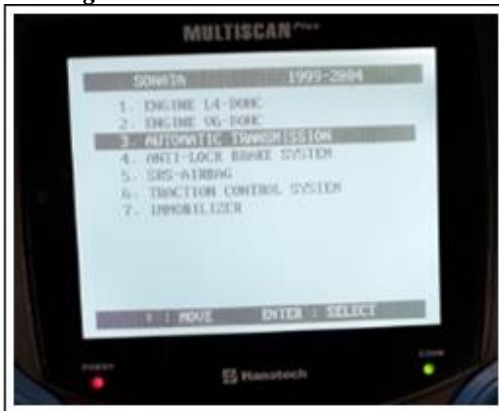 MULTISCAN Plus
SONATA 1999-2004
1. ENGINE L4-DOHC
2. ENGINE V6-DOHC
3. AUTOMATIC TRANSMISSION
4. ANTI-LOCK BRAKE SYSTEM
5. SRS-AIRBAG
6. TRACTION CONTROL SYSTEM
7. IMMOBILIZER
: MOVE ENTER : SELECT
POWER
Hanatech